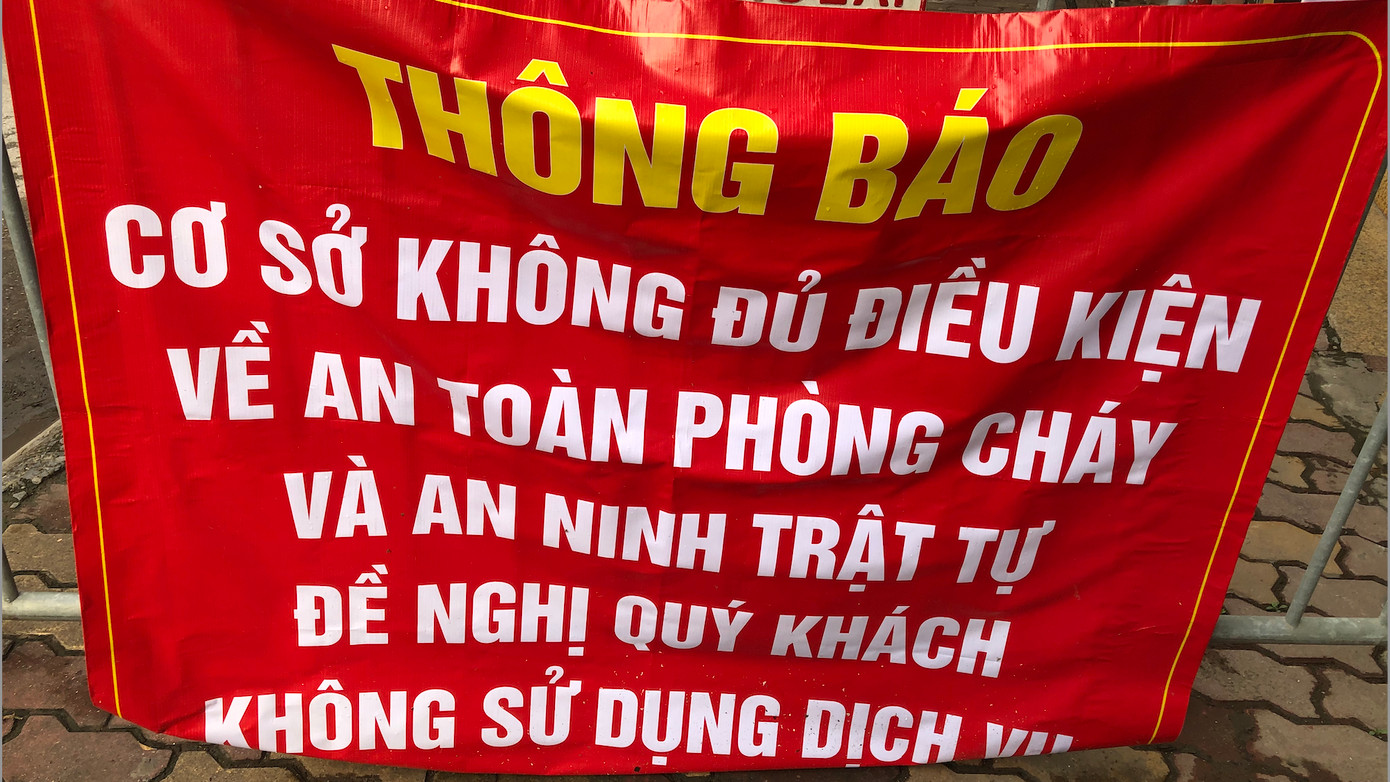 THÔNG BÁO
CƠ SỞ KHÔNG ĐỦ ĐIỀU KIỆN
VỀ AN TOÀN PHÒNG CHÁY
VÀ AN NINH TRẬT TỰ
ĐỀ NGHỊ QUÝ KHÁCH
KHÔNG SỬ DỤNG DỊCH VỤ